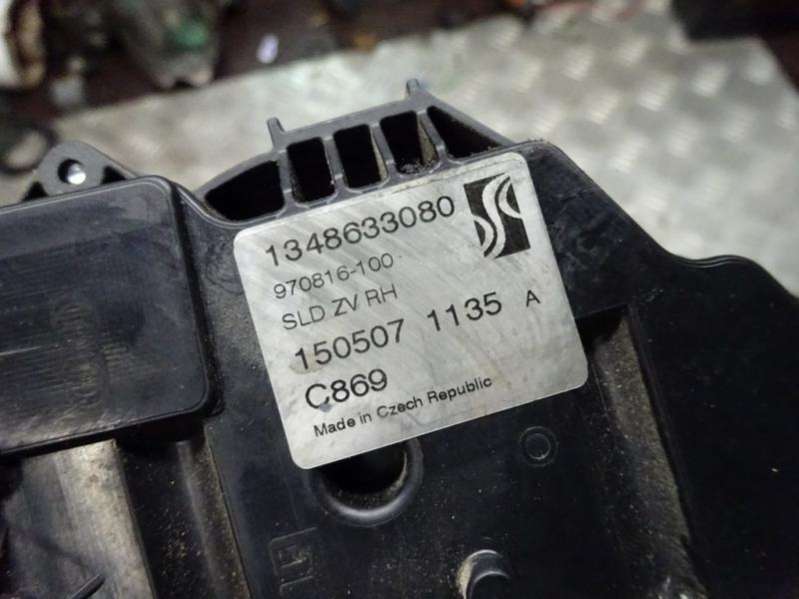 1348633080
970816-100
SLD ZV RH
150507 1135 A
C869
Made in Czech Republic